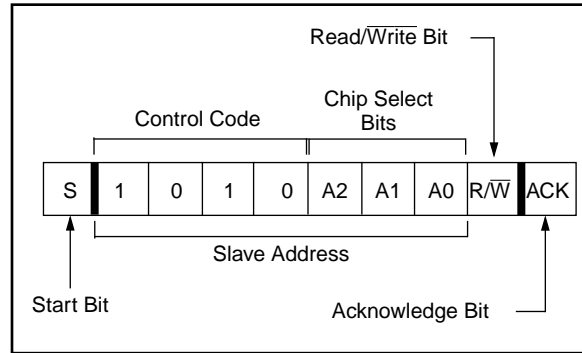 Read/Write Bit
Chip Select
Bits
Control Code
S 1 0 1 0 A2 A1 A0 R/W ACK
Slave Address
Start Bit
Acknowledge Bit